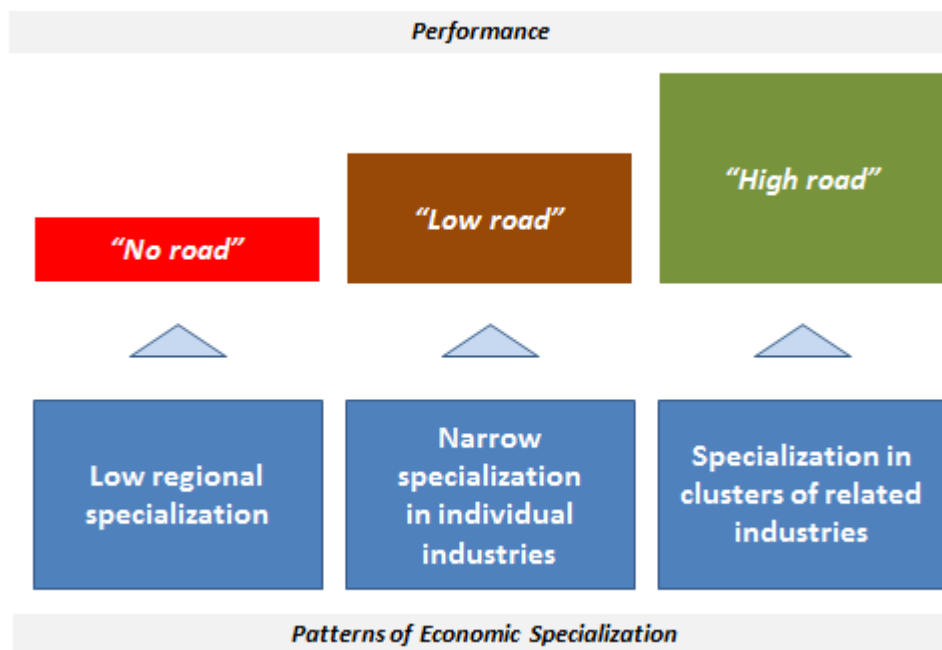 Performance
“High road”
“Low road”
“No road”
Low regional
specialization
Narrow
specialization
in individual
industries
Specialization in
clusters of related
industries
Patterns of Economic Specialization